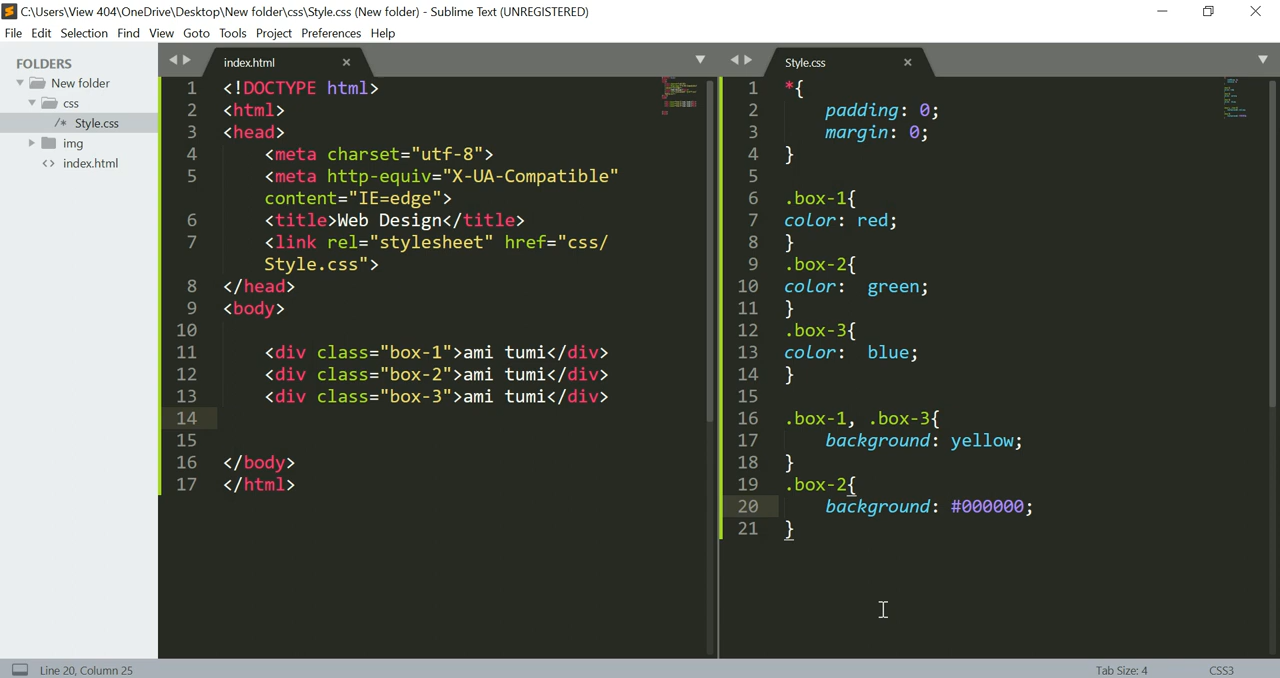 C:\Users\View 404\OneDrive\Desktop\New folder\css\Style.css (New folder) - Sublime Text (UNREGISTERED)
File Edit Selection Find View Goto Tools Project Preferences Help
FOLDERS
New folder
css
/* Style.css
img
<> index.html
index.html
1 <!DOCTYPE html>
2 <html>
3 <head>
4 <meta charset="utf-8">
5 <meta http-equiv="X-UA-Compatible"
content="IE=edge">
6 <title>Web Design</title>
7 <link rel="stylesheet" href="css/
Style.css">
8 </head>
9 <body>
10
11 <div class="box-1">ami tumi</div>
12 <div class="box-2">ami tumi</div>
13 <div class="box-3">ami tumi</div>
14
15
16 </body>
17 </html>
Style.css
1 *{
2 padding: 0;
3 margin: 0;
4 }
5
6 .box-1{
7 color: red;
8 }
9 .box-2{
10 color:  green;
11 }
12 .box-3{
13 color:  blue;
14 }
15
16 .box-1, .box-3{
17 background: yellow;
18 }
19 .box-2{
20 background: #000000;
21 }
Line 20, Column 25
Tab Size: 4
CSS3